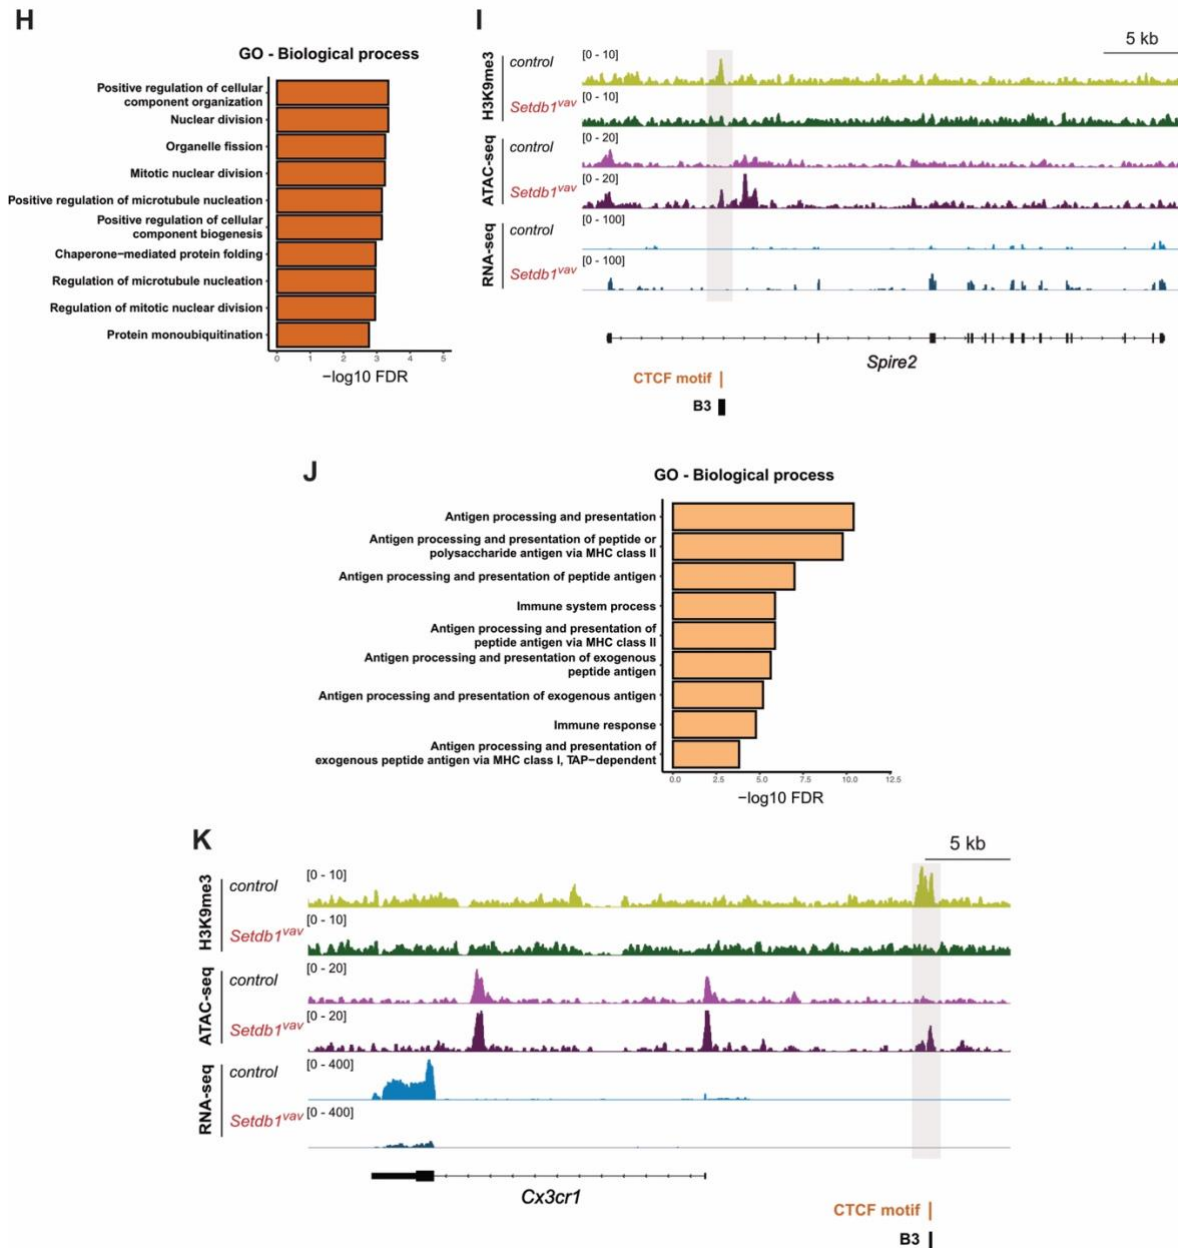 H
GO - Biological process
Positive regulation of cellular
component organization
Nuclear division
Organelle fission
Mitotic nuclear division
Positive regulation of microtubule nucleation
Positive regulation of cellular
component biogenesis
Chaperone−mediated protein folding
Regulation of microtubule nucleation
Regulation of mitotic nuclear division
Protein monoubiquitination
0 1 2 3 4 5
−log10 FDR
I
5 kb
H3K9me3
control
[0 - 10]
Setdb1vav
[0 - 10]
ATAC-seq
control
[0 - 20]
Setdb1vav
[0 - 20]
RNA-seq
control
[0 - 100]
Setdb1vav
[0 - 100]
Spire2
CTCF motif
B3
J
GO - Biological process
Antigen processing and presentation
Antigen processing and presentation of peptide or
polysaccharide antigen via MHC class II
Antigen processing and presentation of peptide antigen
Immune system process
Antigen processing and presentation of
peptide antigen via MHC class II
Antigen processing and presentation of exogenous
peptide antigen
Antigen processing and presentation of exogenous antigen
Immune response
Antigen processing and presentation of
exogenous peptide antigen via MHC class I, TAP−dependent
0.0 2.5 5.0 7.5 10.0 12.5
−log10 FDR
K
5 kb
H3K9me3
control
[0 - 10]
Setdb1vav
[0 - 10]
ATAC-seq
control
[0 - 20]
Setdb1vav
[0 - 20]
RNA-seq
control
[0 - 400]
Setdb1vav
[0 - 400]
Cx3cr1
CTCF motif
B3